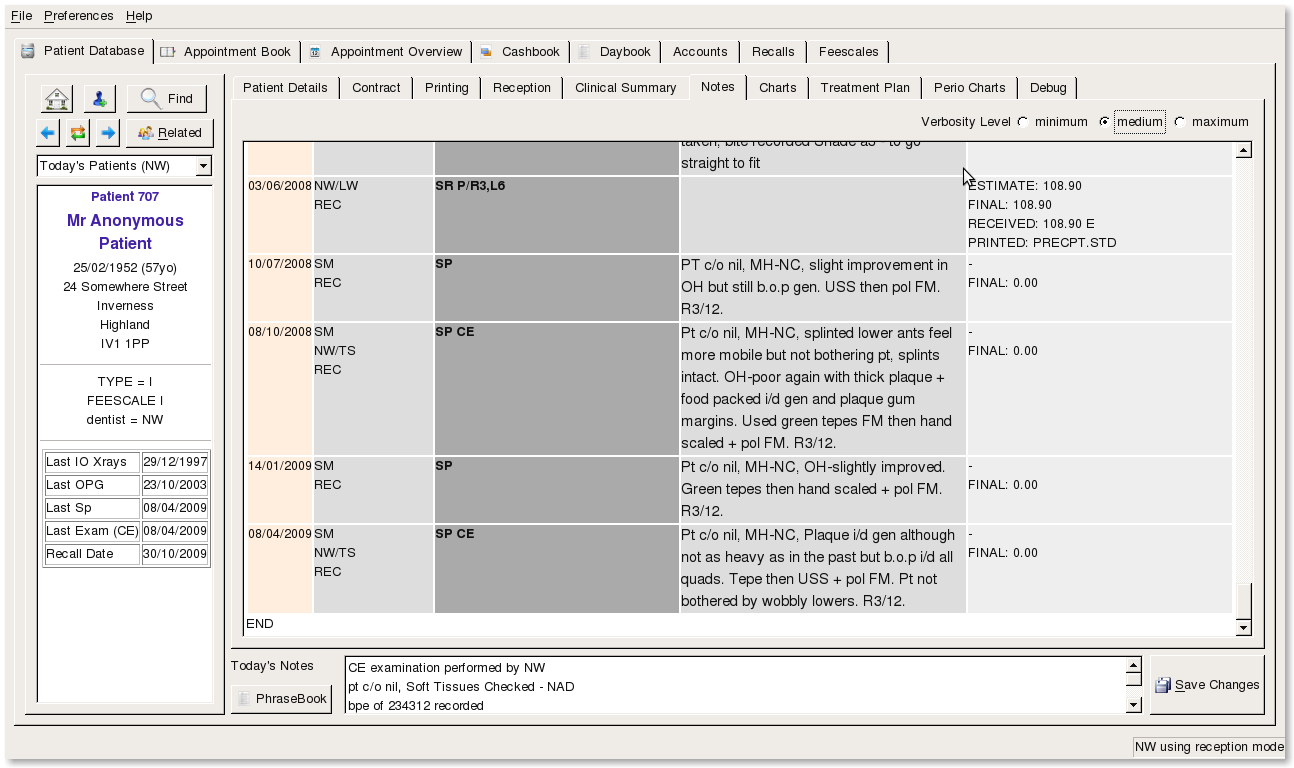 File Preferences Help
Patient Database Appointment Book Appointment Overview Cashbook Daybook Accounts Recalls Feescales
Patient Details Contract Printing Reception Clinical Summary Notes Charts Treatment Plan Perio Charts Debug
Find
Related
Today's Patients (NW)
Patient 707
Mr Anonymous
Patient
25/02/1952 (57yo)
24 Somewhere Street
Inverness
Highland
IV1 1PP
TYPE = I
FEESCALE I
dentist = NW
Last IO Xrays 29/12/1997
Last OPG 23/10/2003
Last Sp 08/04/2009
Last Exam (CE) 08/04/2009
Recall Date 30/10/2009
Verbosity Level minimum medium maximum
taken, bite recorded Shade as - to go
straight to fit
03/06/2008 NW/LW SR P/R3,L6 ESTIMATE: 108.90
REC FINAL: 108.90
RECEIVED: 108.90 E
PRINTED: PRECPT.STD
10/07/2008 SM SP PT c/o nil, MH-NC, slight improvement in -
REC OH but still b.o.p gen. USS then pol FM. FINAL: 0.00
R3/12.
08/10/2008 SM SP CE Pt c/o nil, MH-NC, splinted lower ants feel -
NW/TS more mobile but not bothering pt, splints FINAL: 0.00
REC intact. OH-poor again with thick plaque +
food packed i/d gen and plaque gum
margins. Used green tepes FM then hand
scaled + pol FM. R3/12.
14/01/2009 SM SP Pt c/o nil, MH-NC, OH-slightly improved. -
REC Green tepes then hand scaled + pol FM. FINAL: 0.00
R3/12.
08/04/2009 SM SP CE Pt c/o nil, MH-NC, Plaque i/d gen although -
NW/TS not as heavy as in the past but b.o.p i/d all FINAL: 0.00
REC quads. Tepe then USS + pol FM. Pt not
bothered by wobbly lowers. R3/12.
END
Today's Notes
PhraseBook
CE examination performed by NW
pt c/o nil, Soft Tissues Checked - NAD
bpe of 234312 recorded
Save Changes
NW using reception mode